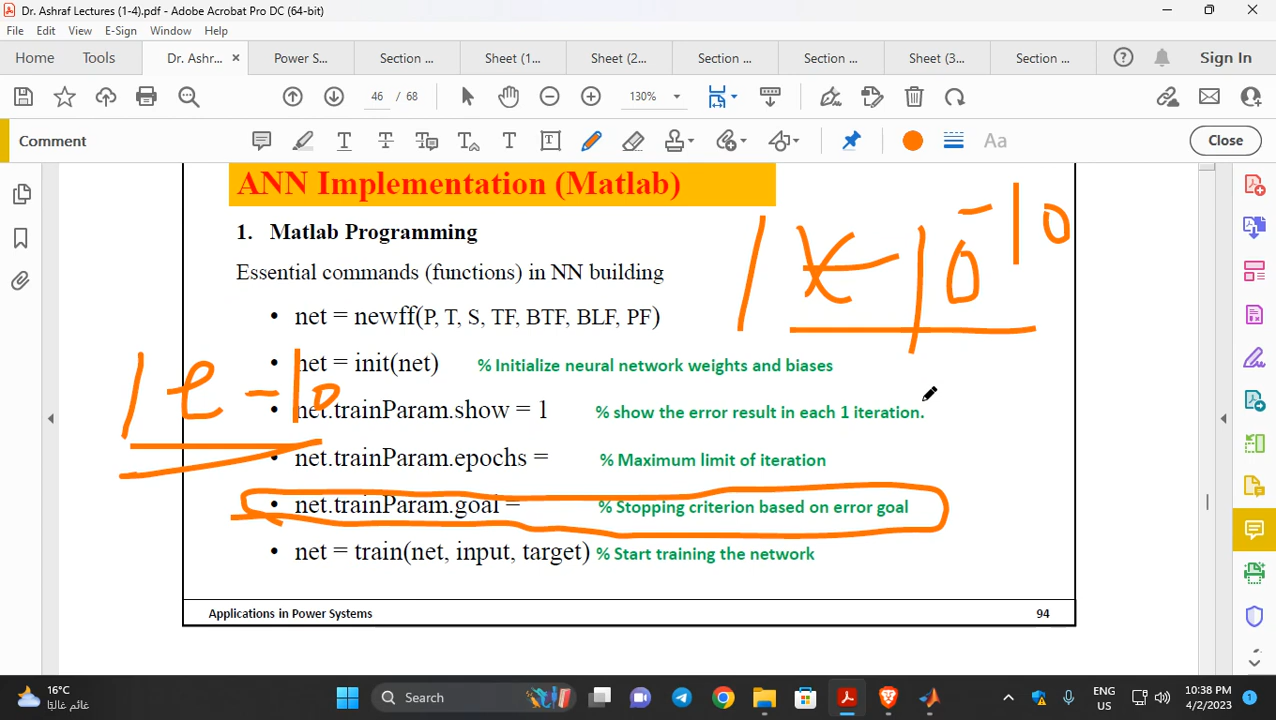 Dr. Ashraf Lectures (1-4).pdf - Adobe Acrobat Pro DC (64-bit)
File Edit View E-Sign Window Help
Home Tools Dr. Ashr... × Power S... Section ... Sheet (1... Sheet (2... Section ... Section ... Sheet (3... Section ... Sign In
46 / 68 130%
Comment Aa Close
ANN Implementation (Matlab)
1. Matlab Programming
Essential commands (functions) in NN building
• net = newff(P, T, S, TF, BTF, BLF, PF)
• net = init(net) % Initialize neural network weights and biases
• net.trainParam.show = 1 % show the error result in each 1 iteration.
• net.trainParam.epochs = % Maximum limit of iteration
• net.trainParam.goal = % Stopping criterion based on error goal
• net = train(net, input, target) % Start training the network
1 * 10 -10
1e-10
Applications in Power Systems 94
16°C
غائم غالبًا
Search
ENG
US
10:38 PM
4/2/2023
1